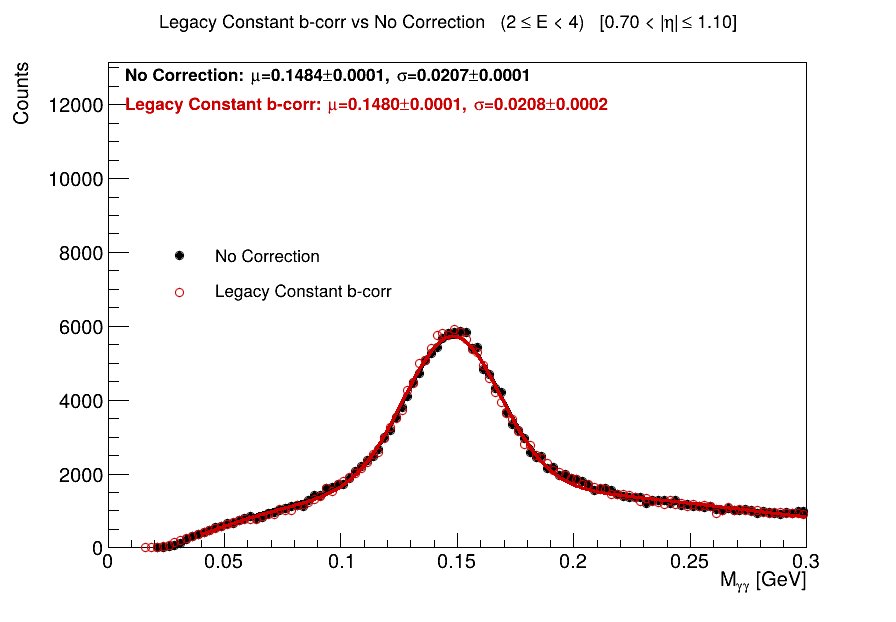 Legacy Constant b-corr vs No Correction (2 ≤ E < 4) [0.70 < |η| ≤ 1.10]
Counts
No Correction: μ=0.1484±0.0001, σ=0.0207±0.0001
Legacy Constant b-corr: μ=0.1480±0.0001, σ=0.0208±0.0002
12000
10000
8000
6000
4000
2000
0
No Correction
Legacy Constant b-corr
0 0.05 0.1 0.15 0.2 0.25 0.3
Mγγ [GeV]